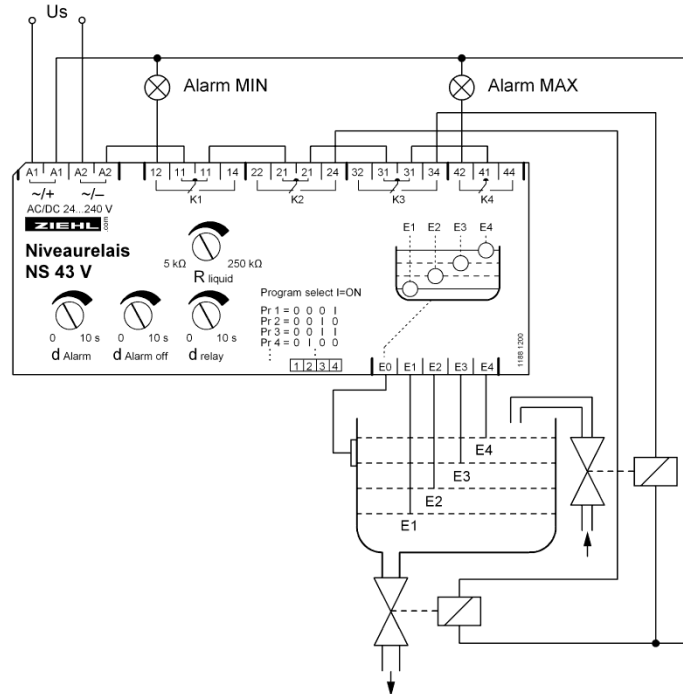 Us
Alarm MIN
Alarm MAX
A1 A1 A2 A2 12 11 11 14 22 21 21 24 32 31 31 34 42 41 44
~/+ ~/– K1 K2 K3 K4
AC/DC 24...240 V
ZIEHL .com
Niveaurelais
NS 43 V
5 kΩ 250 kΩ
R liquid
E1 E2 E3 E4
Program select I=ON
Pr 1 = 0 0 0 I
Pr 2 = 0 0 I 0
Pr 3 = 0 0 I I
Pr 4 = 0 I 0 0
0 10 s 0 10 s 0 10 s
d Alarm d Alarm off d relay
1 2 3 4
1188 1200
E0 E1 E2 E3 E4
E4
E3
E2
E1